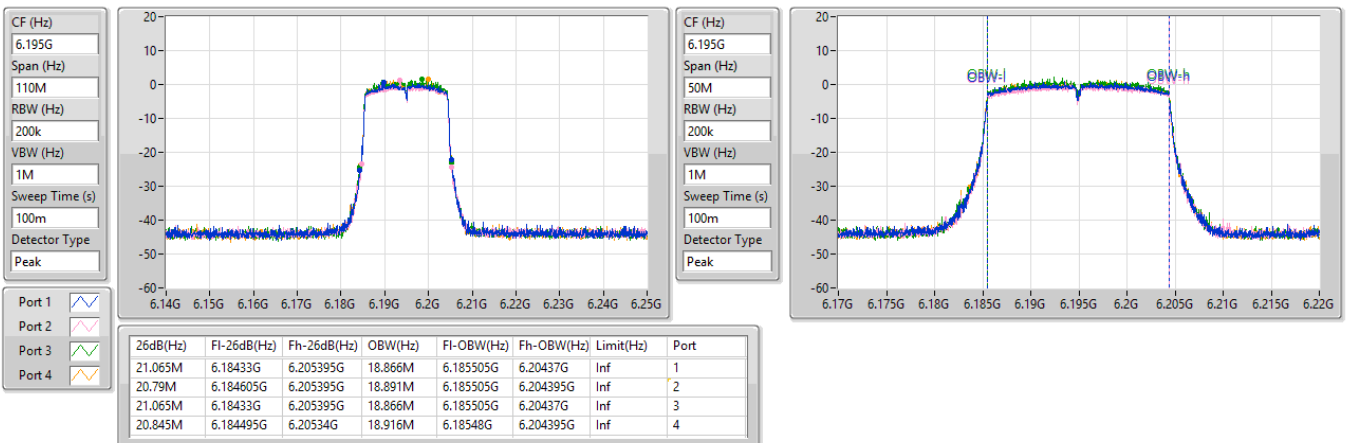 CF (Hz)
6.195G
Span (Hz)
110M
RBW (Hz)
200k
VBW (Hz)
1M
Sweep Time (s)
100m
Detector Type
Peak
20
10
0
-10
-20
-30
-40
-50
-60
6.14G 6.15G 6.16G 6.17G 6.18G 6.19G 6.2G 6.21G 6.22G 6.23G 6.24G 6.25G
CF (Hz)
6.195G
Span (Hz)
50M
RBW (Hz)
200k
VBW (Hz)
1M
Sweep Time (s)
100m
Detector Type
Peak
20
10
0
-10
-20
-30
-40
-50
-60
OBW-l OBW-h
6.17G 6.175G 6.18G 6.185G 6.19G 6.195G 6.2G 6.205G 6.21G 6.215G 6.22G
Port 1
Port 2
Port 3
Port 4
26dB(Hz) Fl-26dB(Hz) Fh-26dB(Hz) OBW(Hz) Fl-OBW(Hz) Fh-OBW(Hz) Limit(Hz) Port
21.065M 6.18433G 6.205395G 18.866M 6.185505G 6.20437G Inf 1
20.79M 6.184605G 6.205395G 18.891M 6.185505G 6.204395G Inf 2
21.065M 6.18433G 6.205395G 18.866M 6.185505G 6.20437G Inf 3
20.845M 6.184495G 6.20534G 18.916M 6.18548G 6.204395G Inf 4